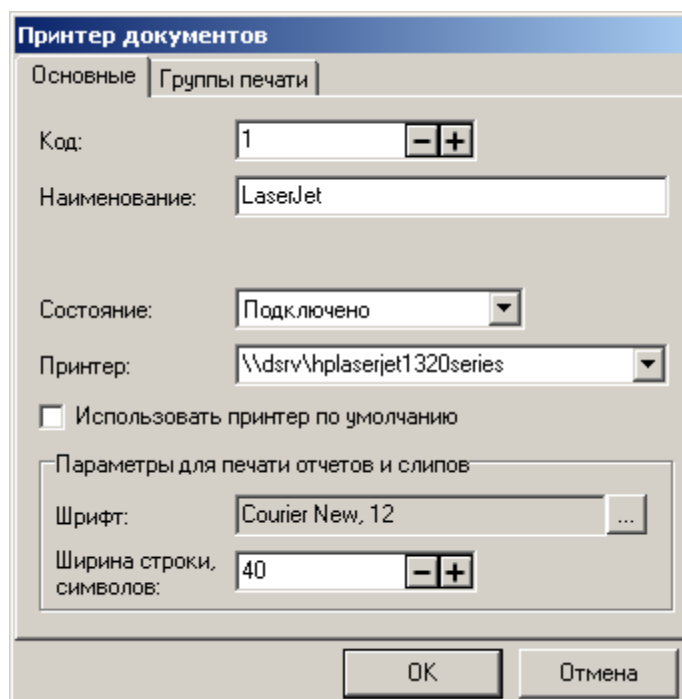 Принтер документов
Основные Группы печати
Код: 1
Наименование: LaserJet
Состояние: Подключено
Принтер: \\dsrv\hplaserjet1320series
Использовать принтер по умолчанию
Параметры для печати отчетов и слипов
Шрифт: Courier New, 12 ...
Ширина строки,
символов: 40
OK Отмена